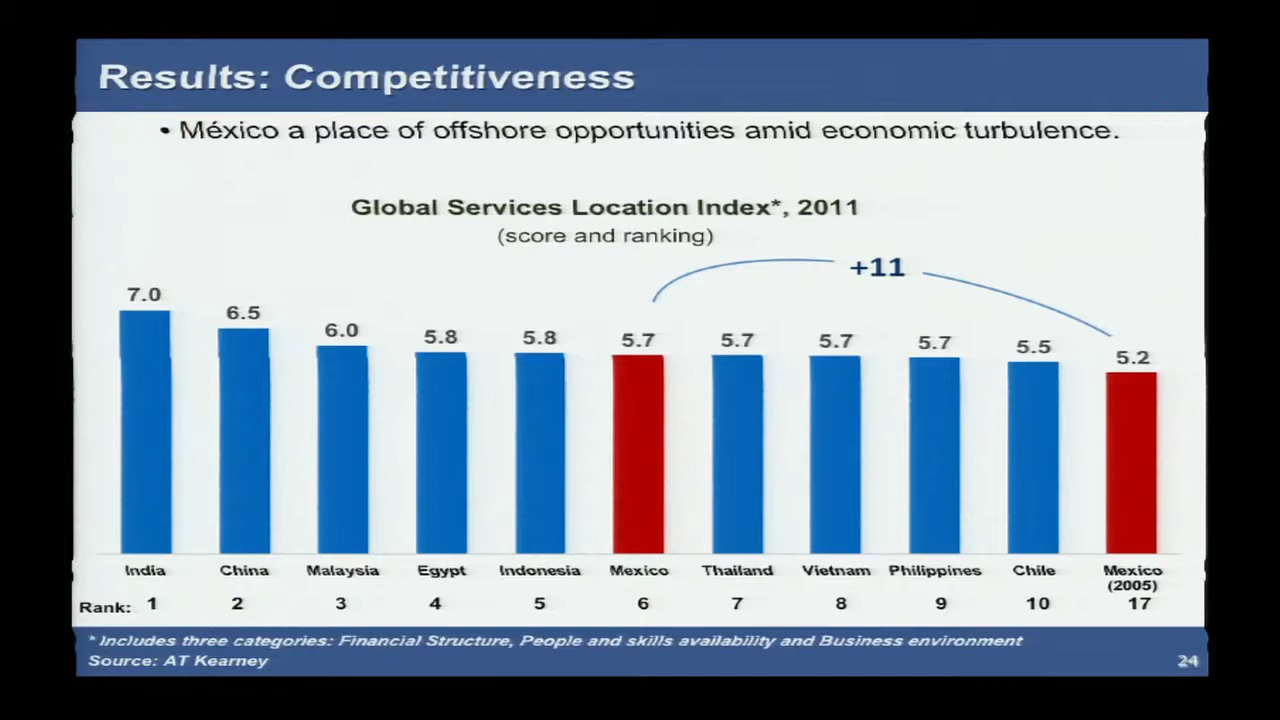 Results: Competitiveness
• México a place of offshore opportunities amid economic turbulence.
Global Services Location Index*, 2011
(score and ranking)
+11
7.0 6.5 6.0 5.8 5.8 5.7 5.7 5.7 5.7 5.5 5.2
India China Malaysia Egypt Indonesia Mexico Thailand Vietnam Philippines Chile Mexico
(2005)
Rank: 1 2 3 4 5 6 7 8 9 10 17
* Includes three categories: Financial Structure, People and skills availability and Business environment
Source: AT Kearney
24